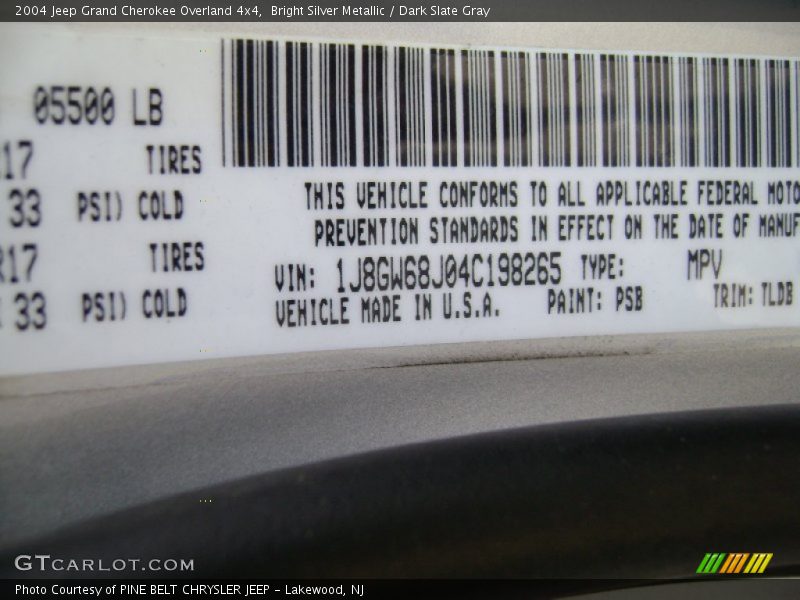 2004 Jeep Grand Cherokee Overland 4x4, Bright Silver Metallic / Dark Slate Gray
05500 LB
R17 TIRES
33 PSI) COLD
R17 TIRES
33 PSI) COLD
THIS VEHICLE CONFORMS TO ALL APPLICABLE FEDERAL MOTO
PREVENTION STANDARDS IN EFFECT ON THE DATE OF MANUF
VIN: 1J8GW68J04C198265 TYPE: MPV
VEHICLE MADE IN U.S.A. PAINT: PSB TRIM: TLDB
GTCARLOT.COM
Photo Courtesy of PINE BELT CHRYSLER JEEP – Lakewood, NJ